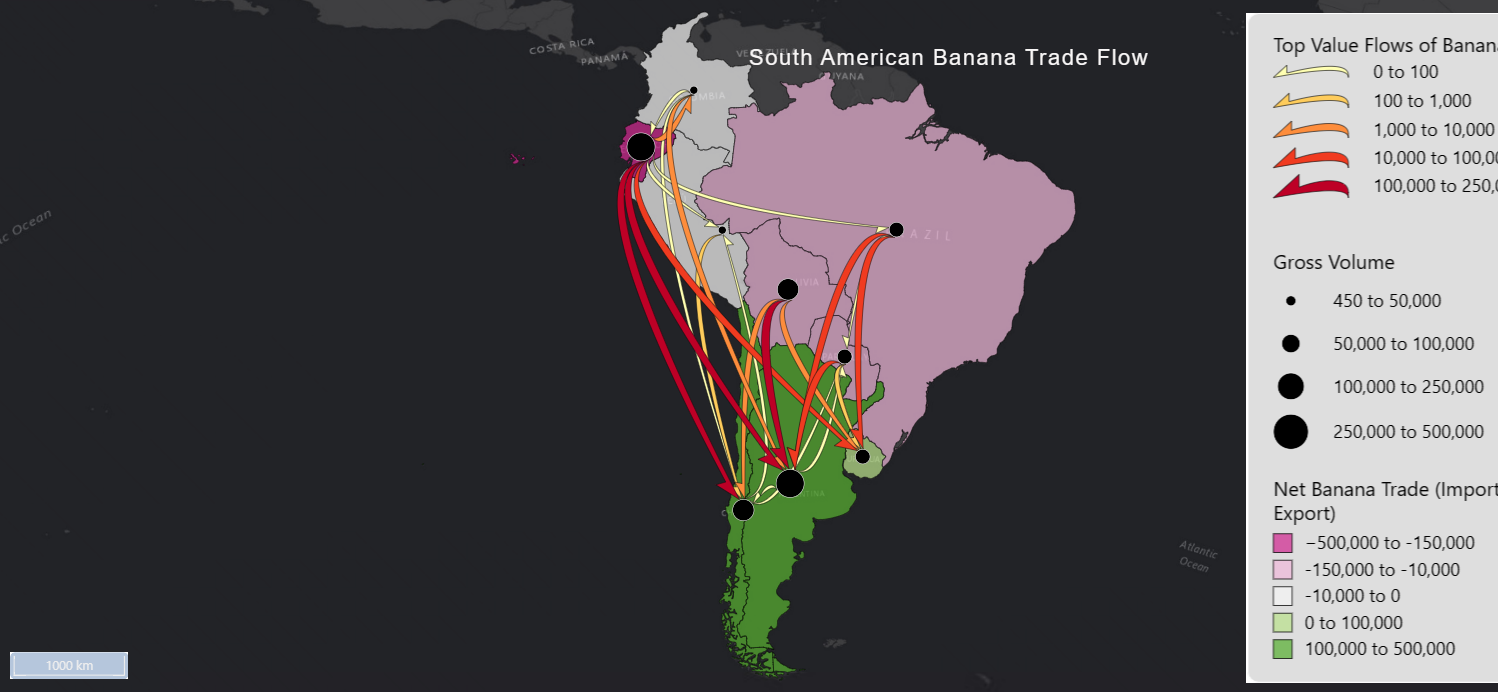 COSTA RICA
PANAMA
South American Banana Trade Flow
Top Value Flows of Banana
0 to 100
100 to 1,000
1,000 to 10,000
10,000 to 100,00
100,000 to 250,0
Gross Volume
450 to 50,000
50,000 to 100,000
100,000 to 250,000
250,000 to 500,000
Net Banana Trade (Import
Export)
−500,000 to -150,000
-150,000 to -10,000
-10,000 to 0
0 to 100,000
100,000 to 500,000
MBIA
UYANA
AZIL
IVIA
TINA
ic Ocean
Atlantic
Ocean
1000 km